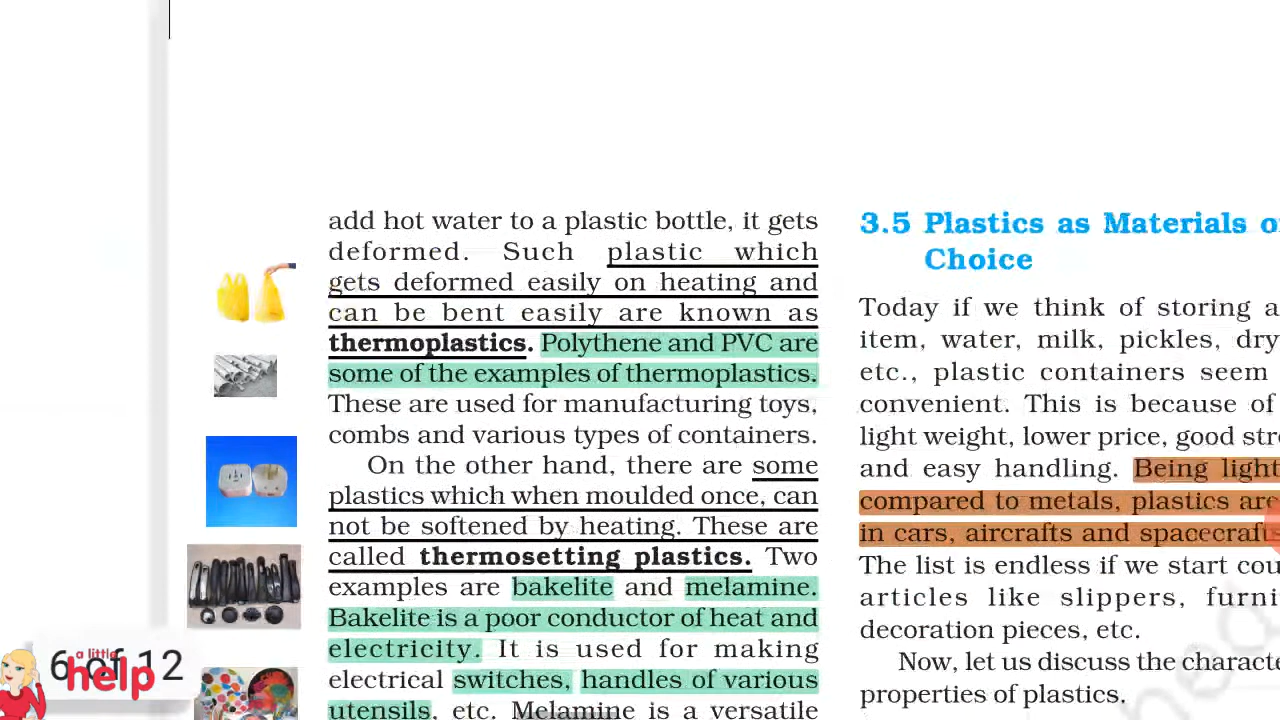 add hot water to a plastic bottle, it gets
deformed. Such plastic which
gets deformed easily on heating and
can be bent easily are known as
thermoplastics. Polythene and PVC are
some of the examples of thermoplastics.
These are used for manufacturing toys,
combs and various types of containers.
On the other hand, there are some
plastics which when moulded once, can
not be softened by heating. These are
called thermosetting plastics. Two
examples are bakelite and melamine.
Bakelite is a poor conductor of heat and
electricity. It is used for making
electrical switches, handles of various
utensils, etc. Melamine is a versatile
3.5 Plastics as Materials o
Choice
Today if we think of storing a
item, water, milk, pickles, dry
etc., plastic containers seem
convenient. This is because of
light weight, lower price, good str
and easy handling. Being light
compared to metals, plastics are
in cars, aircrafts and spacecrafts
The list is endless if we start cou
articles like slippers, furni
decoration pieces, etc.
Now, let us discuss the characte
properties of plastics.
6 of 12
a little
help